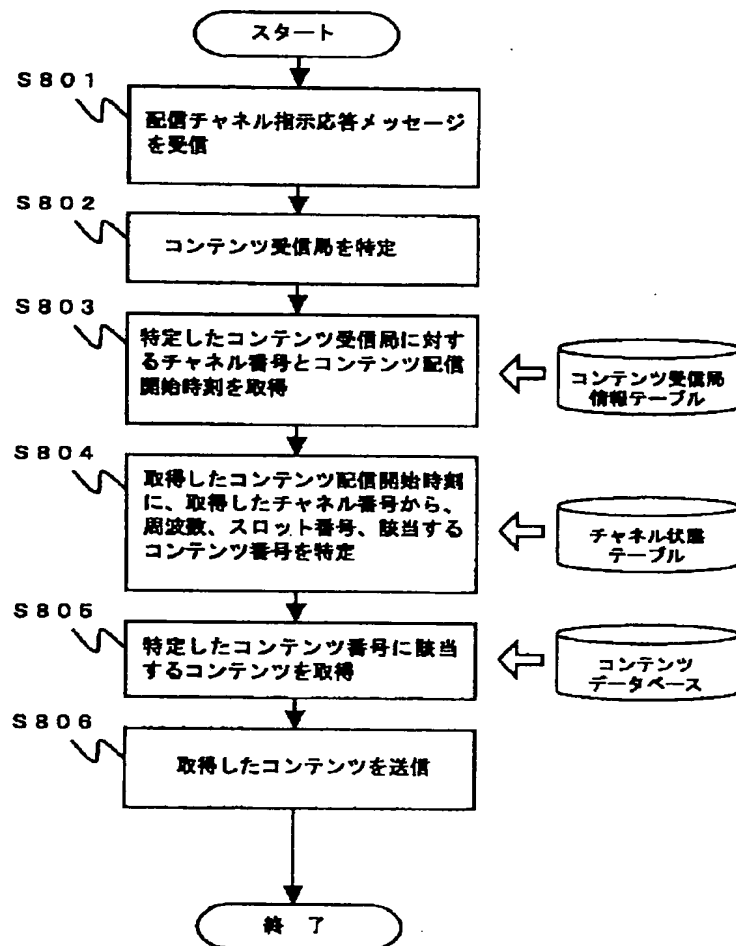 スタート
S801
配信チャネル指示応答メッセージ
を受信
S802
コンテンツ受信局を特定
S803
特定したコンテンツ受信局に対す
るチャネル番号とコンテンツ配信
開始時刻を取得
コンテンツ受信局
情報テーブル
S804
取得したコンテンツ配信開始時刻
に、取得したチャネル番号から、
周波数、スロット番号、該当する
コンテンツ番号を特定
チャネル状態
テーブル
S805
特定したコンテンツ番号に該当
するコンテンツを取得
コンテンツ
データベース
S806
取得したコンテンツを送信
終 了